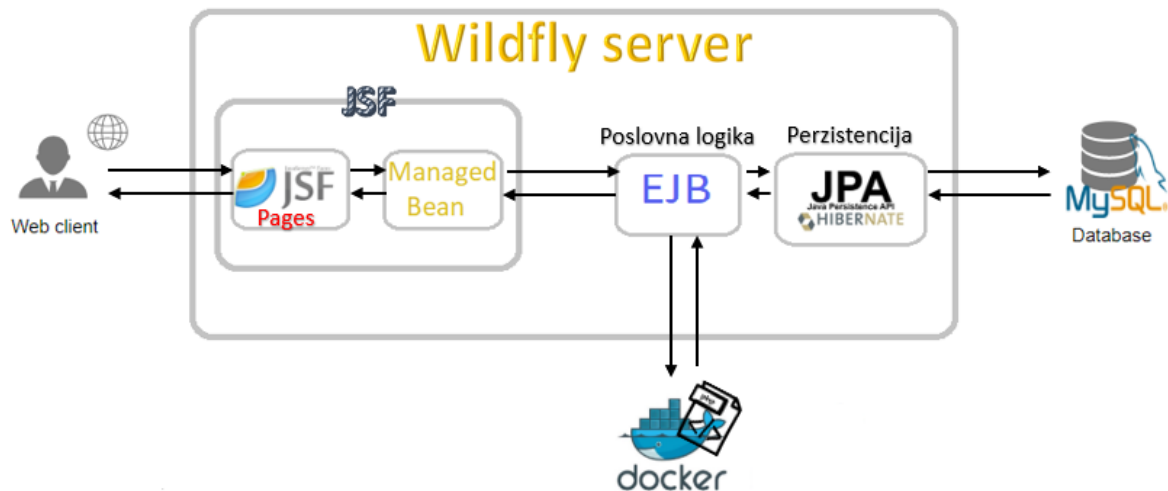 Wildfly server
JSF
Poslovna logika
Perzistencija
JSF
Pages
Managed
Bean
EJB
JPA
Java Persistence API
HIBERNATE
MySQL
Web client
Database
php
docker